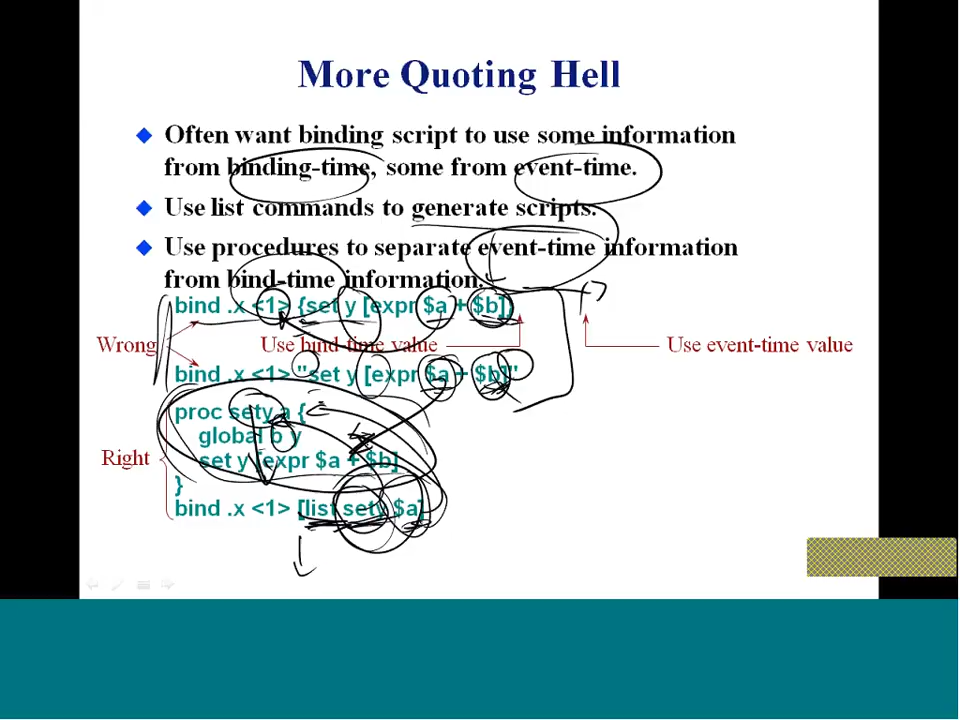 More Quoting Hell
Often want binding script to use some information
from binding-time, some from event-time.
Use list commands to generate scripts.
Use procedures to separate event-time information
from bind-time information.
bind .x <1> {set y [expr $a + $b]}
Wrong
Use bind-time value
Use event-time value
bind .x <1> "set y [expr $a + $b]"
proc sety a {
global b y
Right
set y [expr $a + $b]
}
bind .x <1> [list sety $a]